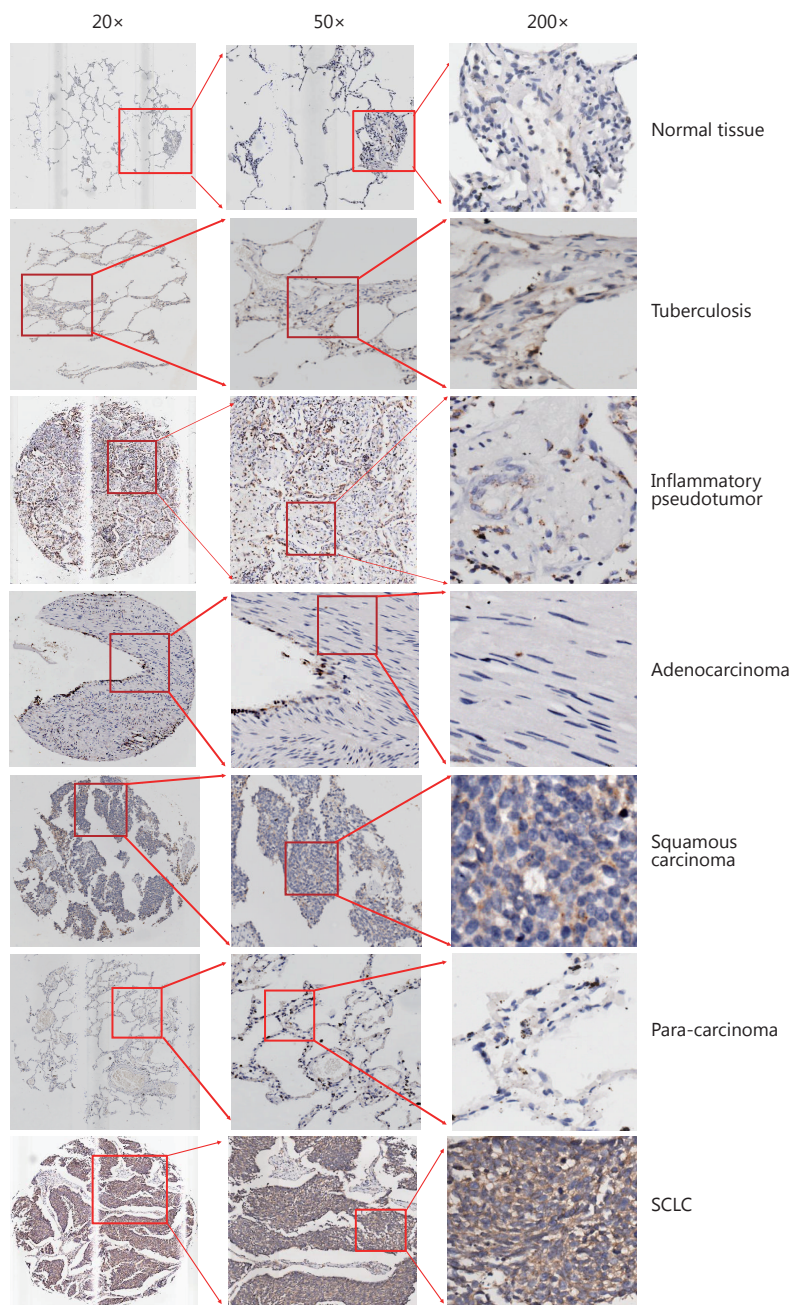 20×
50×
200×
Normal tissue
Tuberculosis
Inflammatory
pseudotumor
Adenocarcinoma
Squamous
carcinoma
Para-carcinoma
SCLC